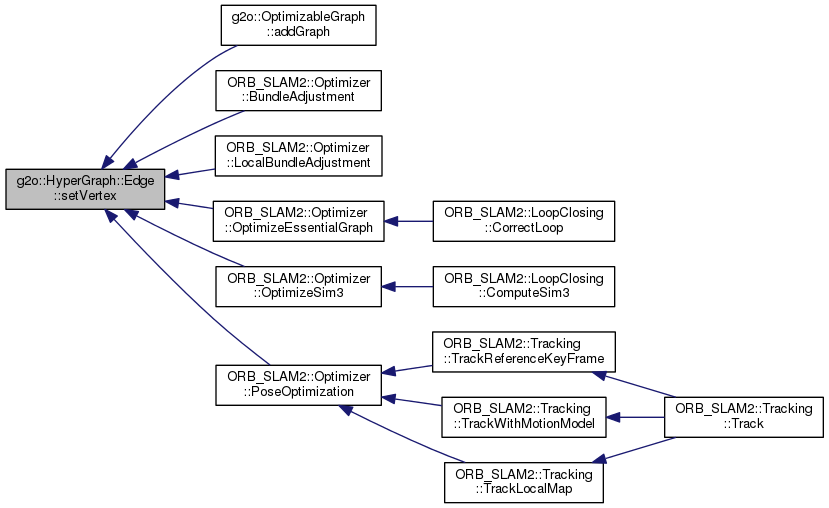 g2o::OptimizableGraph
::addGraph
ORB_SLAM2::Optimizer
::BundleAdjustment
ORB_SLAM2::Optimizer
::LocalBundleAdjustment
g2o::HyperGraph::Edge
::setVertex
ORB_SLAM2::Optimizer
::OptimizeEssentialGraph
ORB_SLAM2::LoopClosing
::CorrectLoop
ORB_SLAM2::Optimizer
::OptimizeSim3
ORB_SLAM2::LoopClosing
::ComputeSim3
ORB_SLAM2::Tracking
::TrackReferenceKeyFrame
ORB_SLAM2::Optimizer
::PoseOptimization
ORB_SLAM2::Tracking
::TrackWithMotionModel
ORB_SLAM2::Tracking
::Track
ORB_SLAM2::Tracking
::TrackLocalMap